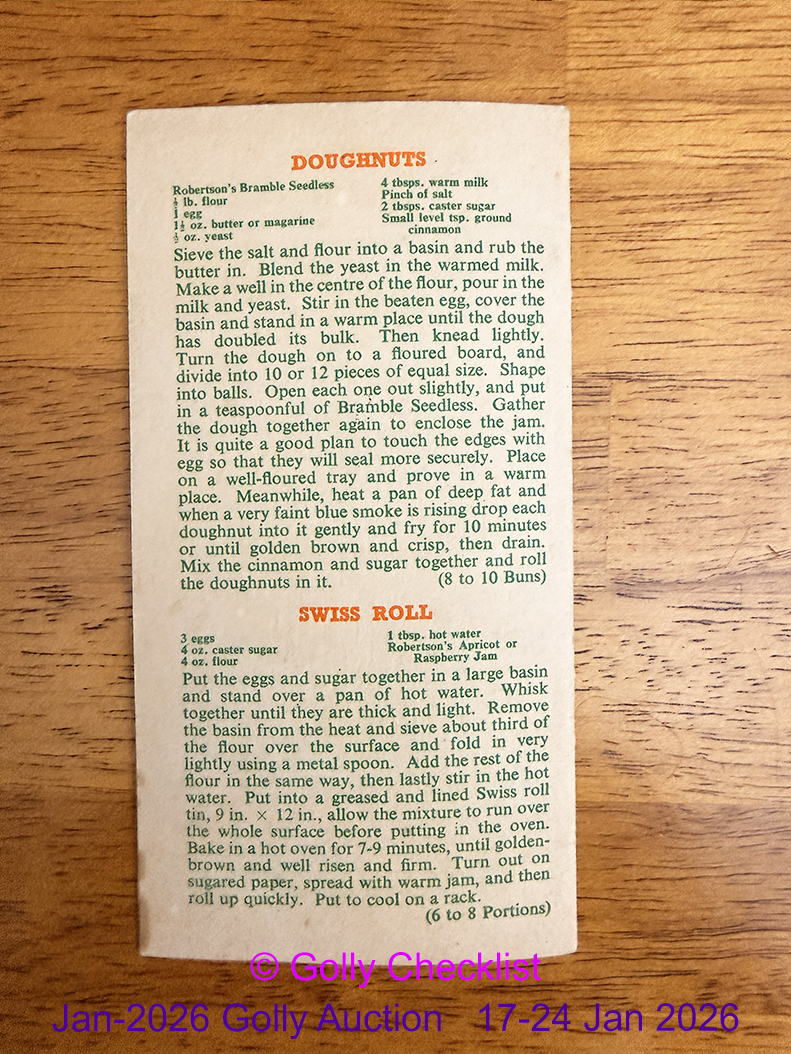 DOUGHNUTS
Robertson's Bramble Seedless
½ lb. flour
1 egg
1½ oz. butter or magarine
½ oz. yeast
4 tbsps. warm milk
Pinch of salt
2 tbsps. caster sugar
Small level tsp. ground
cinnamon
Sieve the salt and flour into a basin and rub the
butter in. Blend the yeast in the warmed milk.
Make a well in the centre of the flour, pour in the
milk and yeast. Stir in the beaten egg, cover the
basin and stand in a warm place until the dough
has doubled its bulk. Then knead lightly.
Turn the dough on to a floured board, and
divide into 10 or 12 pieces of equal size. Shape
into balls. Open each one out slightly, and put
in a teaspoonful of Bramble Seedless. Gather
the dough together again to enclose the jam.
It is quite a good plan to touch the edges with
egg so that they will seal more securely. Place
on a well-floured tray and prove in a warm
place. Meanwhile, heat a pan of deep fat and
when a very faint blue smoke is rising drop each
doughnut into it gently and fry for 10 minutes
or until golden brown and crisp, then drain.
Mix the cinnamon and sugar together and roll
the doughnuts in it. (8 to 10 Buns)
SWISS ROLL
3 eggs
4 oz. caster sugar
4 oz. flour
1 tbsp. hot water
Robertson's Apricot or
Raspberry Jam
Put the eggs and sugar together in a large basin
and stand over a pan of hot water. Whisk
together until they are thick and light. Remove
the basin from the heat and sieve about third of
the flour over the surface and fold in very
lightly using a metal spoon. Add the rest of the
flour in the same way, then lastly stir in the hot
water. Put into a greased and lined Swiss roll
tin, 9 in. × 12 in., allow the mixture to run over
the whole surface before putting in the oven.
Bake in a hot oven for 7-9 minutes, until golden-
brown and well risen and firm. Turn out on
sugared paper, spread with warm jam, and then
roll up quickly. Put to cool on a rack.
(6 to 8 Portions)
© Golly Checklist
Jan-2026 Golly Auction 17-24 Jan 2026